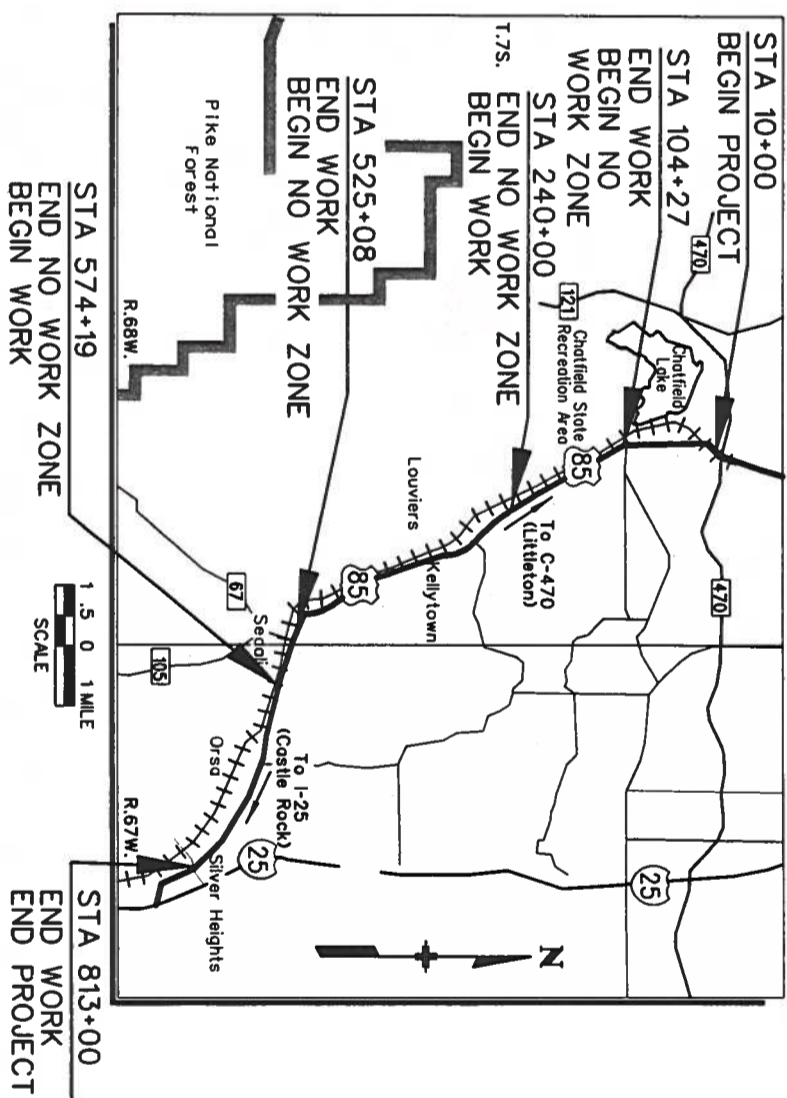 STA 10+00
BEGIN PROJECT
STA 104+27
END WORK
BEGIN NO
WORK ZONE
STA 240+00
END NO WORK ZONE
BEGIN WORK
T.7S.
STA 525+08
END WORK
BEGIN NO WORK ZONE
Pike National
Forest
STA 574+19
END NO WORK ZONE
BEGIN WORK
470
121
Chatfield
Lake
Chatfield State
Recreation Area
85
To C-470
(Littleton)
470
Louviers
Kellytown
85
R.68W.
67
Sedali
105
1 .5 0 1 MILE
SCALE
To I-25
(Castle Rock)
Orsa
Silver Heights
25
25
R.67W.
N
STA 813+00
END WORK
END PROJECT